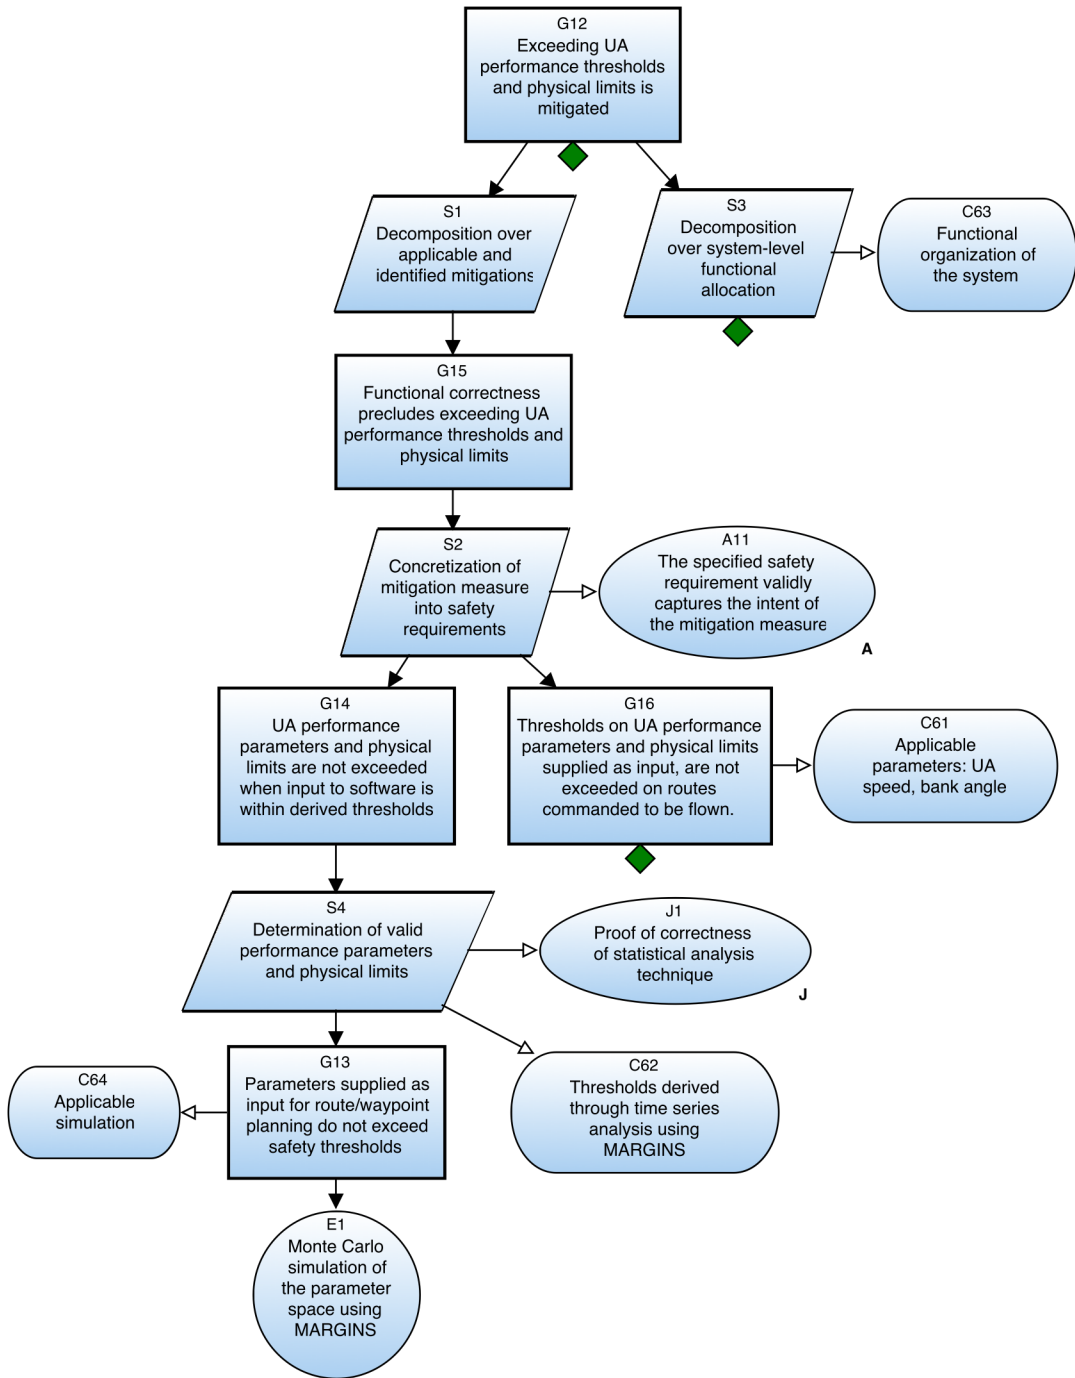 G12
Exceeding UA
performance thresholds
and physical limits is
mitigated
S1
Decomposition over
applicable and
identified mitigations
S3
Decomposition
over system-level
functional
allocation
C63
Functional
organization of
the system
G15
Functional correctness
precludes exceeding UA
performance thresholds and
physical limits
S2
Concretization of
mitigation measure
into safety
requirements
A11
The specified safety
requirement validly
captures the intent of
the mitigation measure
A
G14
UA performance
parameters and physical
limits are not exceeded
when input to software is
within derived thresholds
G16
Thresholds on UA performance
parameters and physical limits
supplied as input, are not
exceeded on routes
commanded to be flown.
C61
Applicable
parameters: UA
speed, bank angle
S4
Determination of valid
performance parameters
and physical limits
J1
Proof of correctness
of statistical analysis
technique
J
C64
Applicable
simulation
G13
Parameters supplied as
input for route/waypoint
planning do not exceed
safety thresholds
C62
Thresholds derived
through time series
analysis using
MARGINS
E1
Monte Carlo
simulation of
the parameter
space using
MARGINS